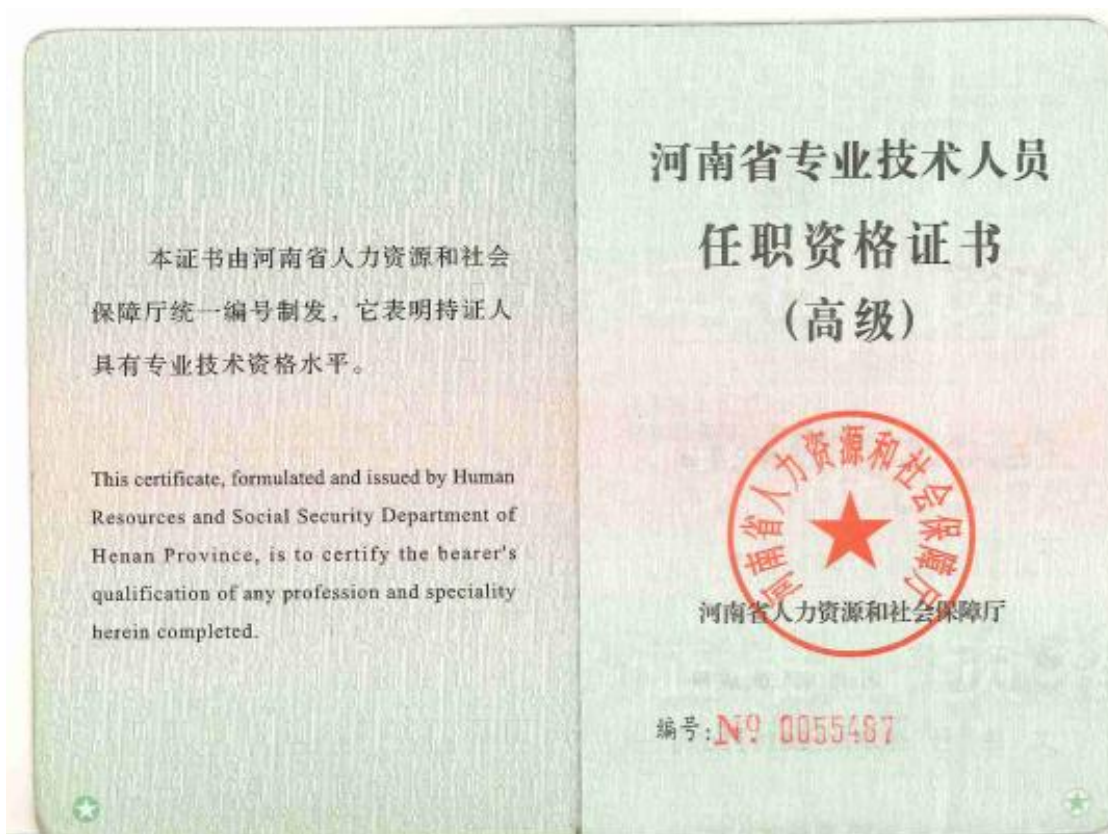 本证书由河南省人力资源和社会
保障厅统一编号制发，它表明持证人
具有专业技术资格水平。
This certificate, formulated and issued by Human
Resources and Social Security Department of
Henan Province, is to certify the bearer's
qualification of any profession and speciality
herein completed.
河南省专业技术人员
任职资格证书
(高级)
河南省人力资源和社会保障厅
河南省人力资源和社会保障厅
编号:№ 0055487